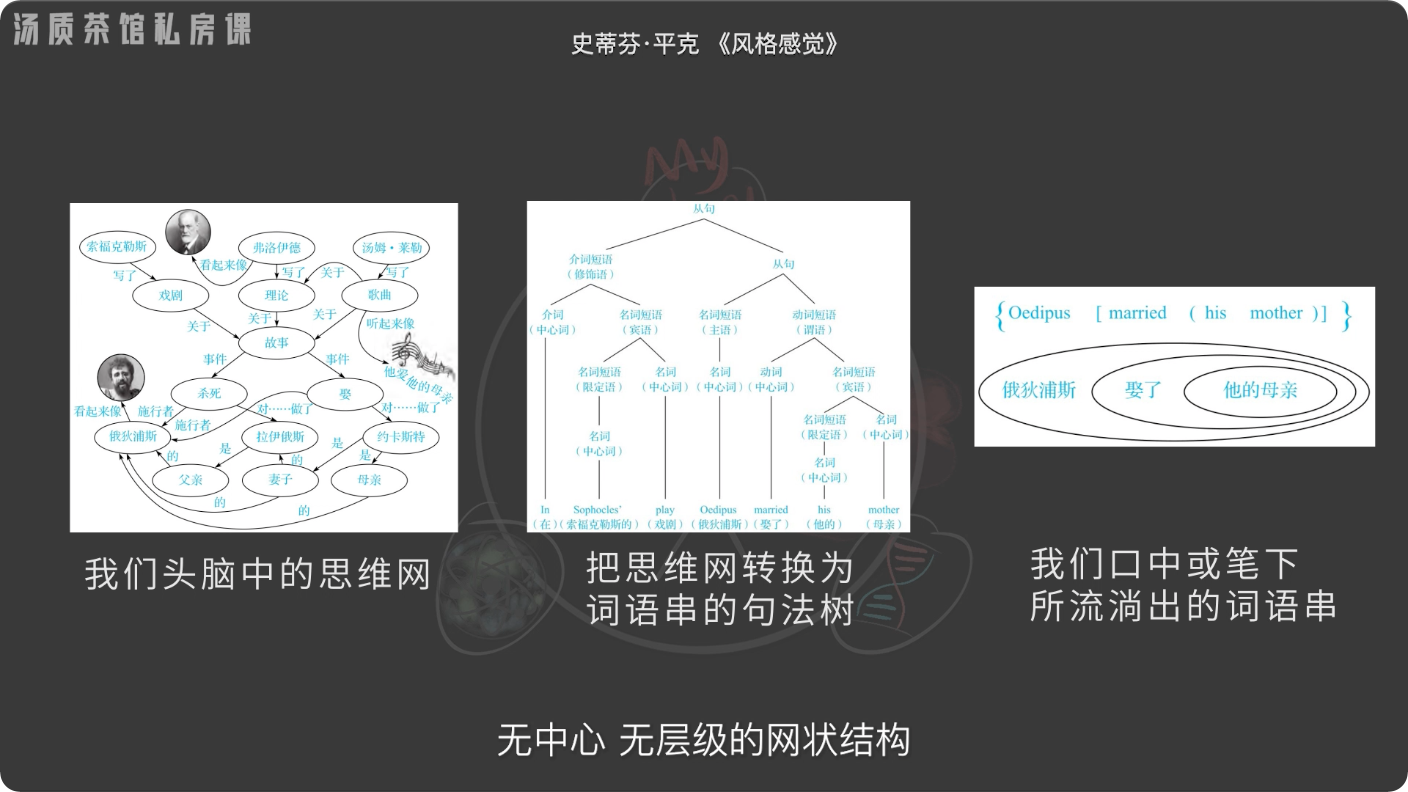 汤质茶馆私房课
史蒂芬·平克 《风格感觉》
索福克勒斯
弗洛伊德
汤姆·莱勒
看起来像
写了
写了
关于
写了
戏剧
理论
歌曲
关于
关于
关于
听起来像
故事
事件
事件
他爱他的母亲
杀死
娶
看起来像
施行者
施行者
对……做了
对……做了
俄狄浦斯
拉伊俄斯
约卡斯特
的
是
的
是
是
父亲
妻子
母亲
的
的
我们头脑中的思维网
从句
介词短语
(修饰语)
从句
介词
(中心词)
名词短语
(宾语)
名词短语
(主语)
动词短语
(谓语)
名词短语
(限定语)
名词
(中心词)
名词
(中心词)
动词
(中心词)
名词短语
(宾语)
名词
(中心词)
名词短语
(限定语)
名词
(中心词)
名词
(中心词)
In Sophocles' play Oedipus married his mother
(在)(索福克勒斯的)(戏剧)(俄狄浦斯)(娶了)(他的)(母亲)
把思维网转换为
词语串的句法树
{Oedipus [ married ( his mother )] }
俄狄浦斯 娶了 他的母亲
我们口中或笔下
所流淌出的词语串
My
无中心 无层级的网状结构